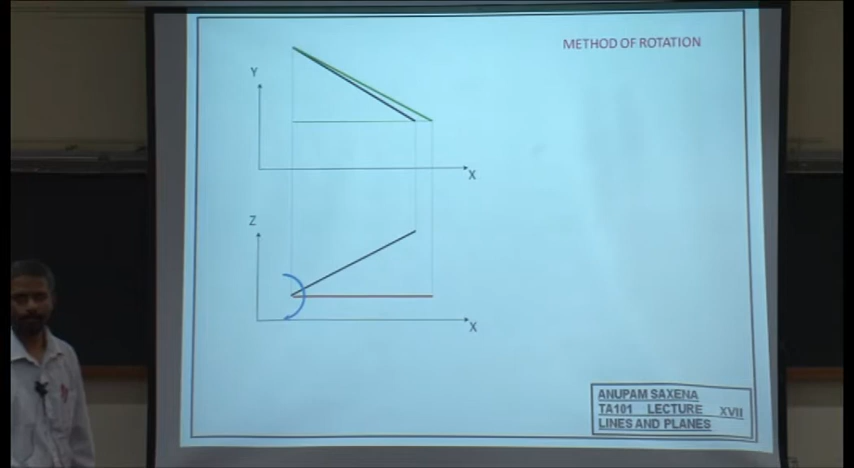 METHOD OF ROTATION
Y
X
Z
X
ANUPAM SAXENA
TA101 LECTURE XVII
LINES AND PLANES